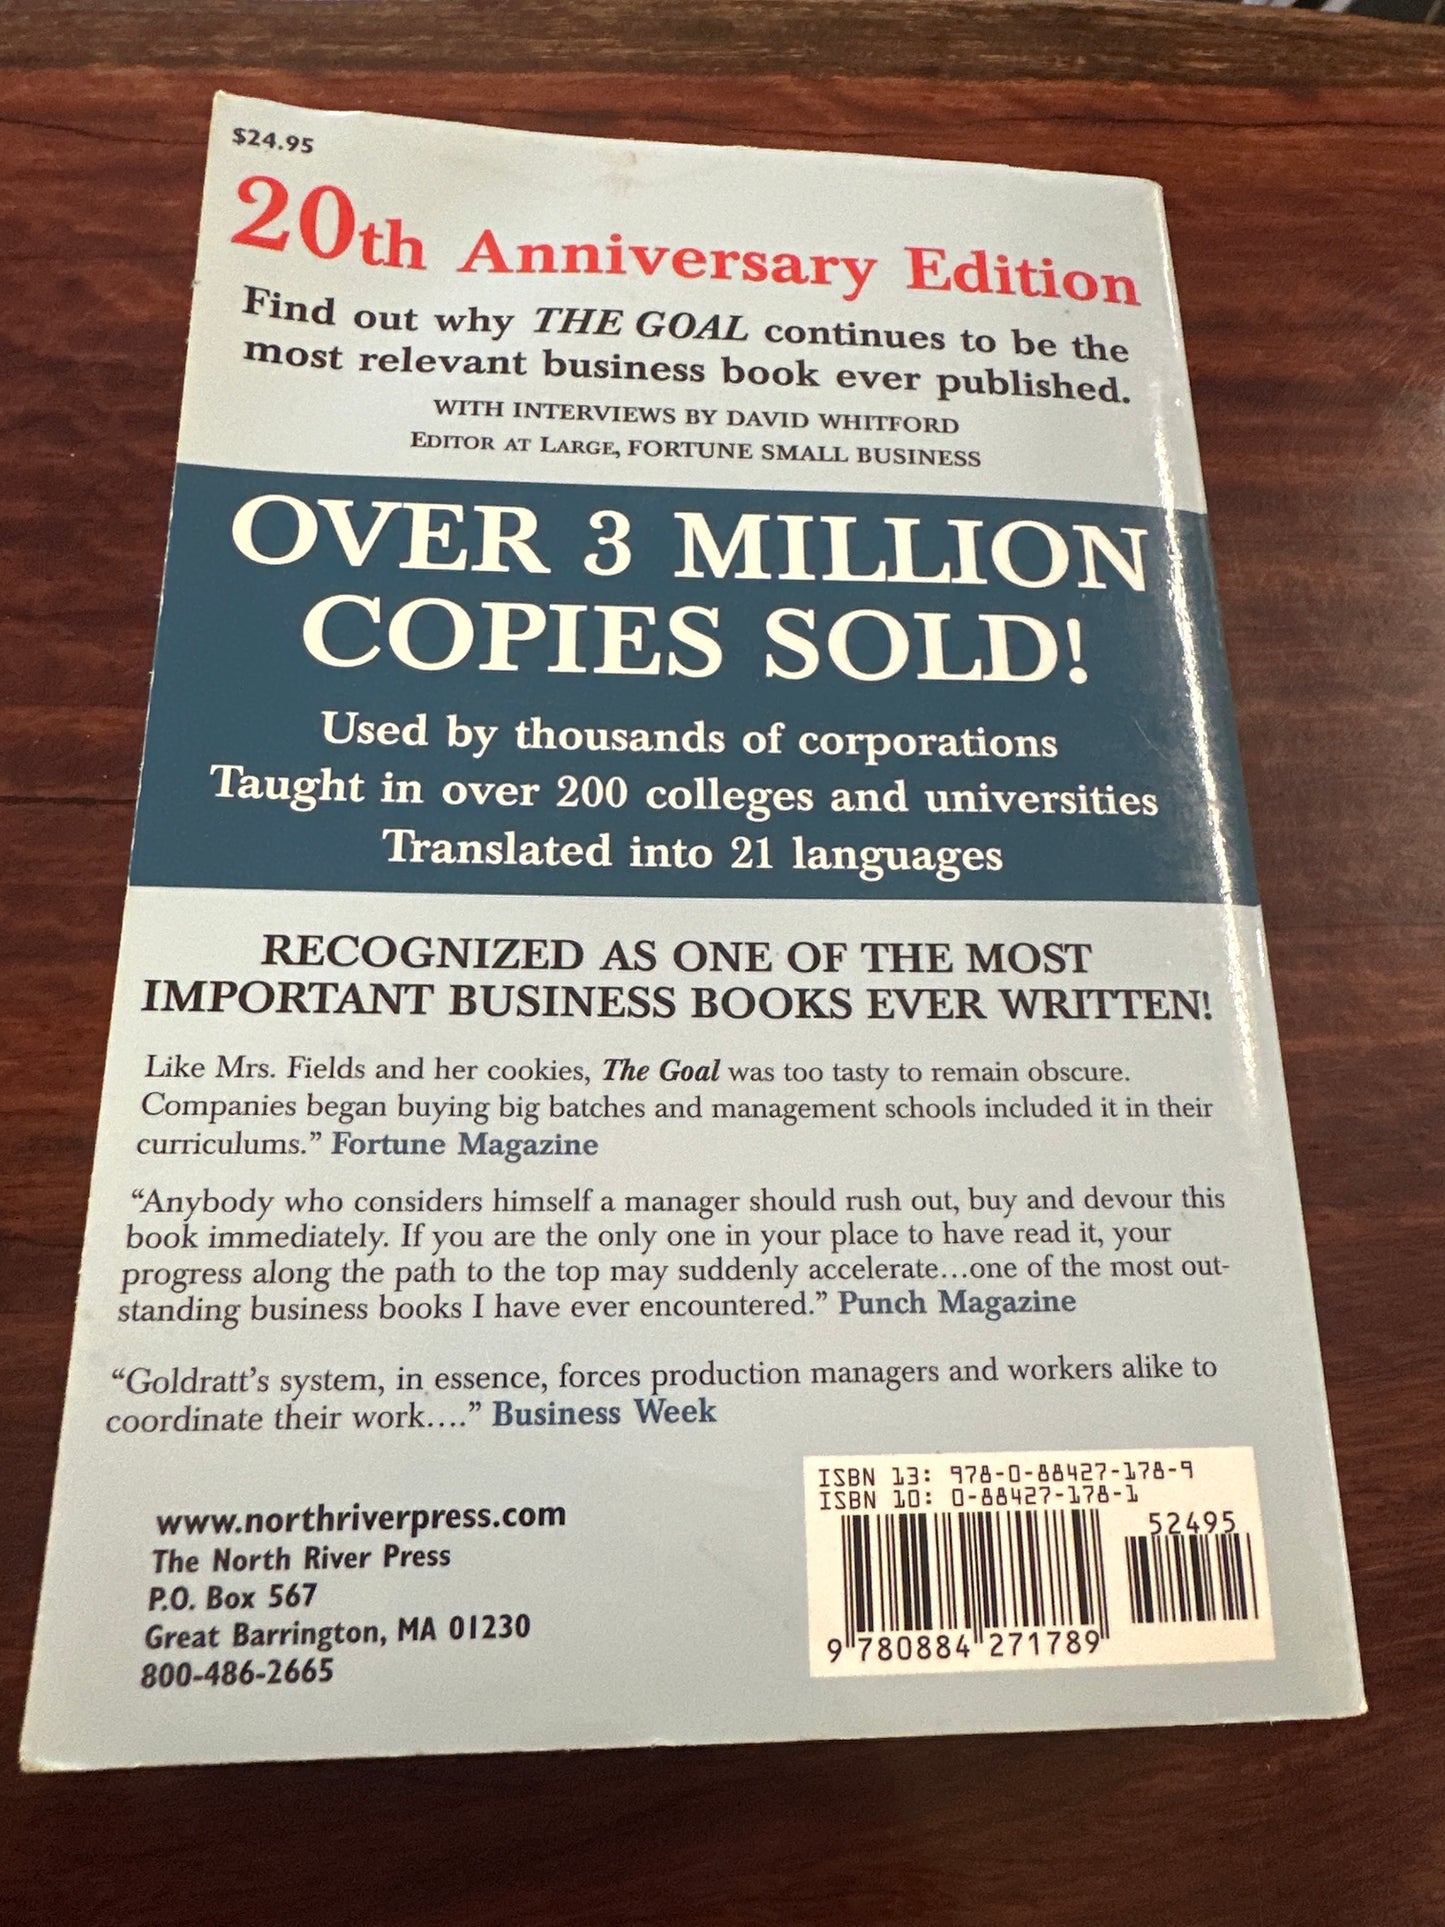 $24.95
20th Anniversary Edition
Find out why THE GOAL continues to be the
most relevant business book ever published.
WITH INTERVIEWS BY DAVID WHITFORD
EDITOR AT LARGE, FORTUNE SMALL BUSINESS
OVER 3 MILLION
COPIES SOLD!
Used by thousands of corporations
Taught in over 200 colleges and universities
Translated into 21 languages
RECOGNIZED AS ONE OF THE MOST
IMPORTANT BUSINESS BOOKS EVER WRITTEN!
Like Mrs. Fields and her cookies, The Goal was too tasty to remain obscure.
Companies began buying big batches and management schools included it in their
curriculums.” Fortune Magazine
“Anybody who considers himself a manager should rush out, buy and devour this
book immediately. If you are the only one in your place to have read it, your
progress along the path to the top may suddenly accelerate...one of the most out-
standing business books I have ever encountered.” Punch Magazine
“Goldratt’s system, in essence, forces production managers and workers alike to
coordinate their work....” Business Week
www.northriverpress.com
The North River Press
P.O. Box 567
Great Barrington, MA 01230
800-486-2665
ISBN 13: 978-0-88427-178-9
ISBN 10: 0-88427-178-1
52495
9 780884 271789